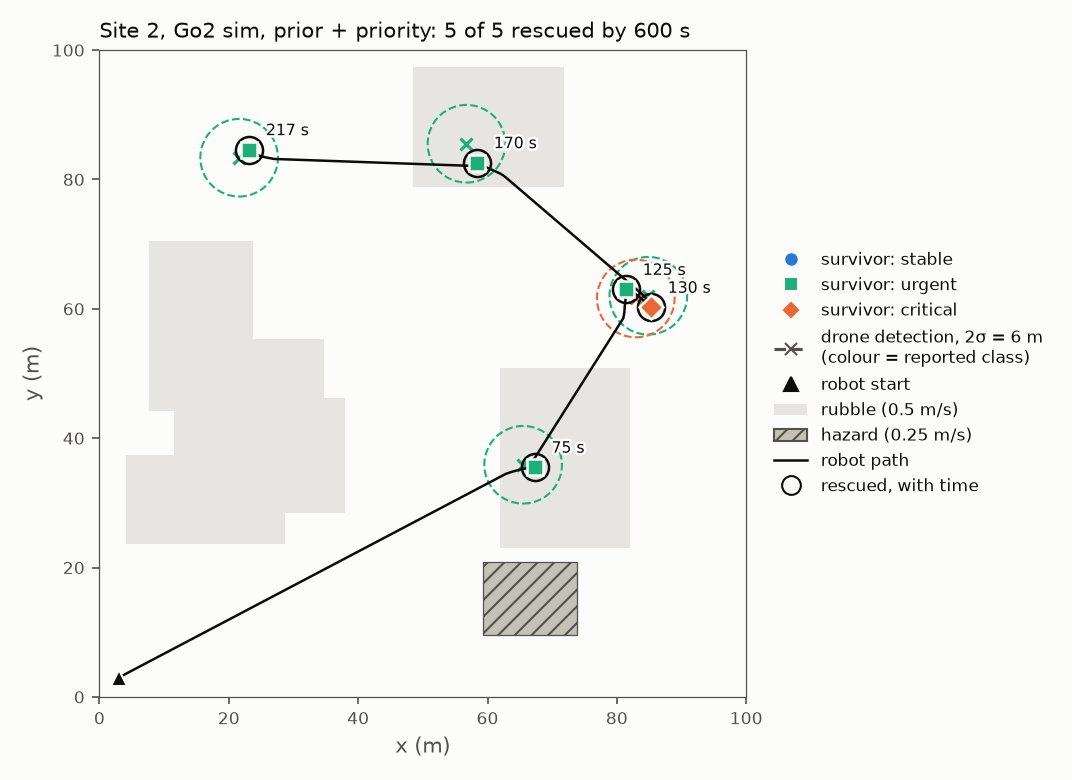 Site 2, Go2 sim, prior + priority: 5 of 5 rescued by 600 s
100
80
60
40
20
0
y (m)
217 s
170 s
125 s
130 s
75 s
0
20
40
60
80
100
x (m)
survivor: stable
survivor: urgent
survivor: critical
drone detection, 2σ = 6 m
(colour = reported class)
robot start
rubble (0.5 m/s)
hazard (0.25 m/s)
robot path
rescued, with time